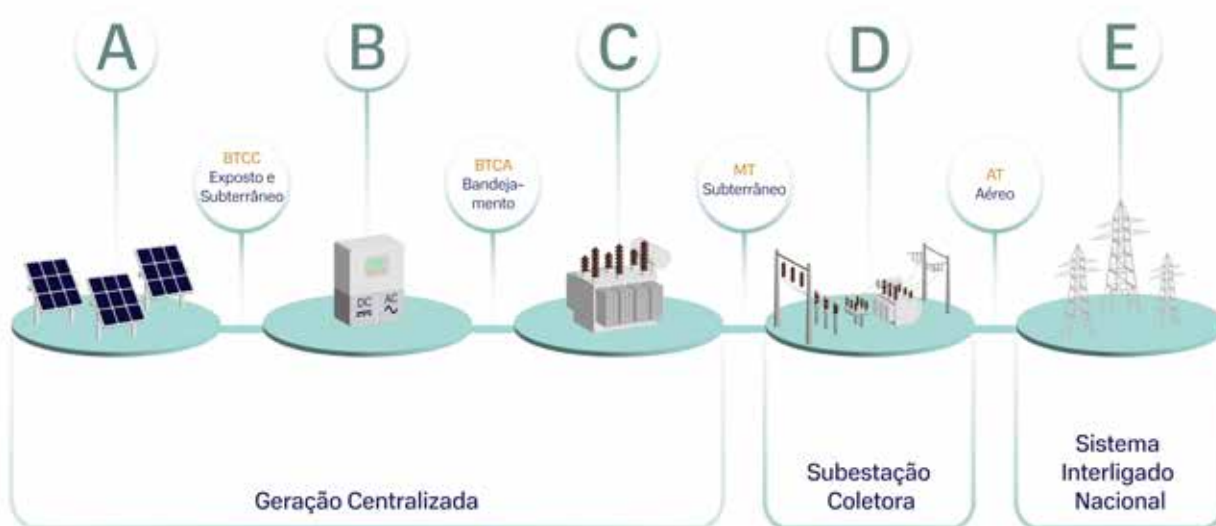 A
B
C
D
E
BTCC
Exposto e
Subterrâneo
BTCA
Bandeja-
mento
MT
Subterrâneo
AT
Aéreo
DC
AC
Geração Centralizada
Subestação
Coletora
Sistema
Interligado
Nacional